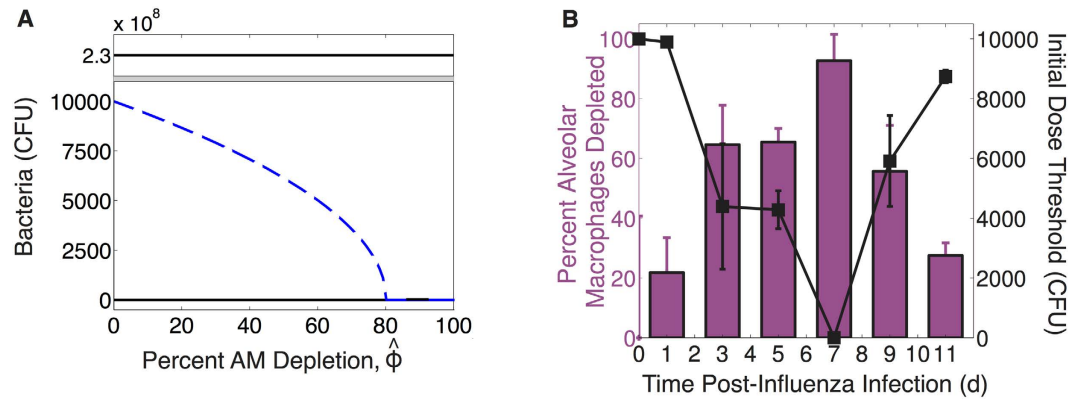 A
x 10⁸
2.3
10000
7500
5000
2500
0
Bacteria (CFU)
0 20 40 60 80 100
Percent AM Depletion, ϕ̂
B
100
80
60
40
20
0
Percent Alveolar
Macrophages Depleted
10000
8000
6000
4000
2000
0
Initial Dose Threshold (CFU)
0 1 2 3 4 5 6 7 8 9 10 11
Time Post-Influenza Infection (d)